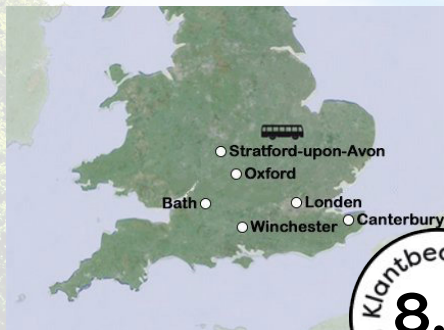 Stratford-upon-Avon
Oxford
Bath
Londen
Winchester
Canterbury
8.